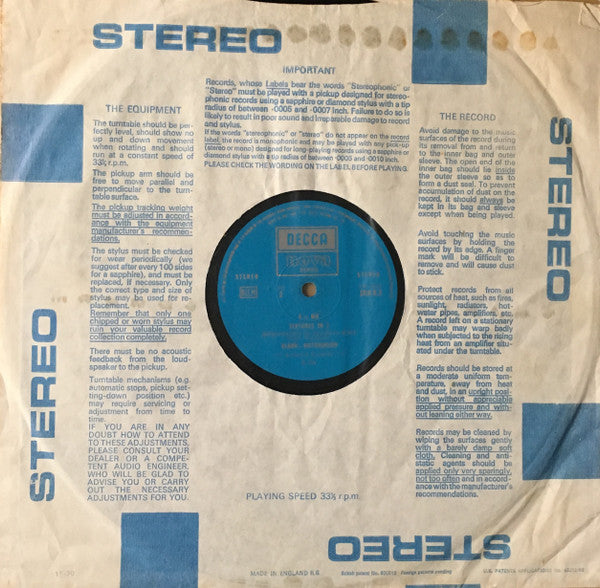 STEREO
IMPORTANT
Records, whose Labels bear the words "Stereophonic" or
"Stereo" must be played with a pickup designed for stereo-
phonic records using a sapphire or diamond stylus with a tip
radius of between ·0005 and ·0007 Inch. Failure to do so is
likely to result in poor sound and irreparable damage to record
and stylus.
If the words "stereophonic" or "stereo" do not appear on the record
label, the record is monophonic and may be played with any pick-up
(stereo or mono) designed for long-playing records using a sapphire or
diamond stylus with a tip radius of between ·0005 and ·0010 inch.
PLEASE CHECK THE WORDING ON THE LABEL BEFORE PLAYING.
THE EQUIPMENT
The turntable should be per-
fectly level, should show no
up and down movement
when rotating and should
run at a constant speed of
33⅓ r.p.m.
The pickup arm should be
free to move parallel and
perpendicular to the turn-
table surface.
The pickup tracking weight
must be adjusted in accord-
ance with the equipment
manufacturer's recommen-
dations.
The stylus must be checked
for wear periodically (we
suggest after every 100 sides
for a sapphire), and must be
replaced, if necessary. Only
the correct type and size of
stylus may be used for re-
placement.
Remember that only one
chipped or worn stylus may
ruin your valuable record
collection completely.
There must be no acoustic
feedback from the loud-
speaker to the pickup.
Turntable mechanisms (e.g.
automatic stops, pickup set-
ting-down position etc.)
may require servicing or
adjustment from time to
time.
IF YOU ARE IN ANY
DOUBT HOW TO ATTEND
TO THESE ADJUSTMENTS,
PLEASE CONSULT YOUR
DEALER OR A COMPE-
TENT AUDIO ENGINEER.
WHO WILL BE GLAD TO
ADVISE YOU OR CARRY
OUT THE NECESSARY
ADJUSTMENTS FOR YOU.
DECCA
NOVA
SERIES
STEREO
STEREO
THE RECORD
Avoid damage to the music
surfaces of the record during
its removal from and return
to the inner bag and outer
sleeve. The open end of the
inner bag should lie inside
the outer sleeve so as to
form a dust seal. To prevent
accumulation of dust on the
record, it should always be
kept in its bag and sleeve
except when being played.
Avoid touching the music
surfaces by holding the
record by its edge. A finger
mark will be difficult to
remove and will cause dust
to stick.
Protect records from all
sources of heat, such as fires,
sunlight, radiators, hot-
water pipes, amplifiers, etc.
A record left on a stationary
turntable may warp badly
when subjected to the rising
heat from an amplifier situ-
ated under the turntable.
Records should be stored at
a moderate uniform tempera-
ture, away from heat
and dust, in an upright posi-
tion without appreciable
applied pressure and with-
out leaning either way.
Records may be cleaned by
wiping the surfaces gently
with a barely damp soft
cloth. Cleaning and anti-
static agents should be
applied only very sparingly,
not too often and in accord-
ance with the manufacturer's
recommendations.
STEREO
STEREO
PLAYING SPEED 33⅓ r.p.m.
STEREO
MADE IN ENGLAND